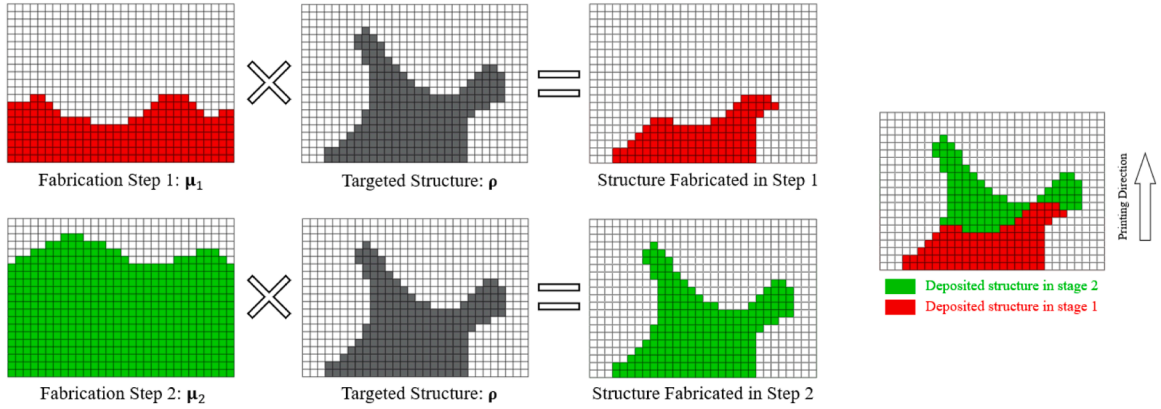 Fabrication Step 1: μ₁
Targeted Structure: ρ
Structure Fabricated in Step 1
Fabrication Step 2: μ₂
Targeted Structure: ρ
Structure Fabricated in Step 2
Printing Direction
Deposited structure in stage 2
Deposited structure in stage 1